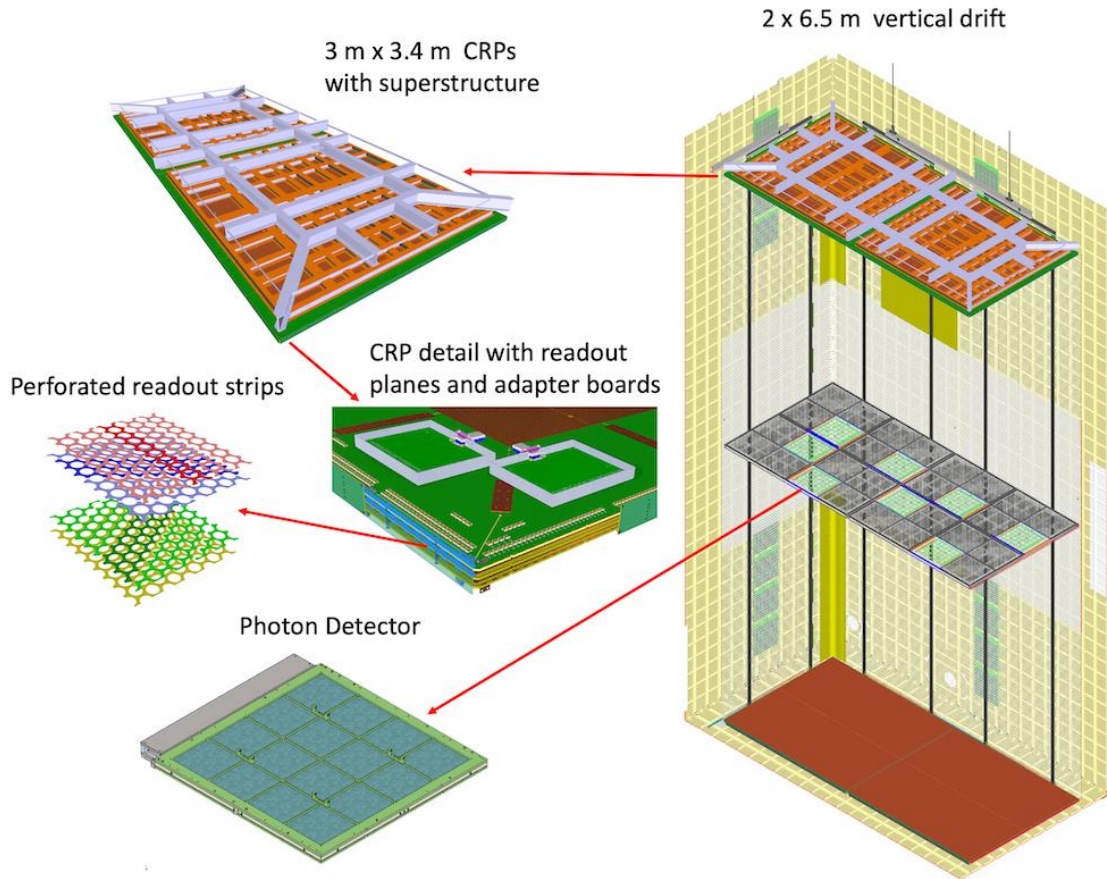 2 x 6.5 m  vertical drift
3 m x 3.4 m  CRPs
with superstructure
CRP detail with readout
planes and adapter boards
Perforated readout strips
Photon Detector